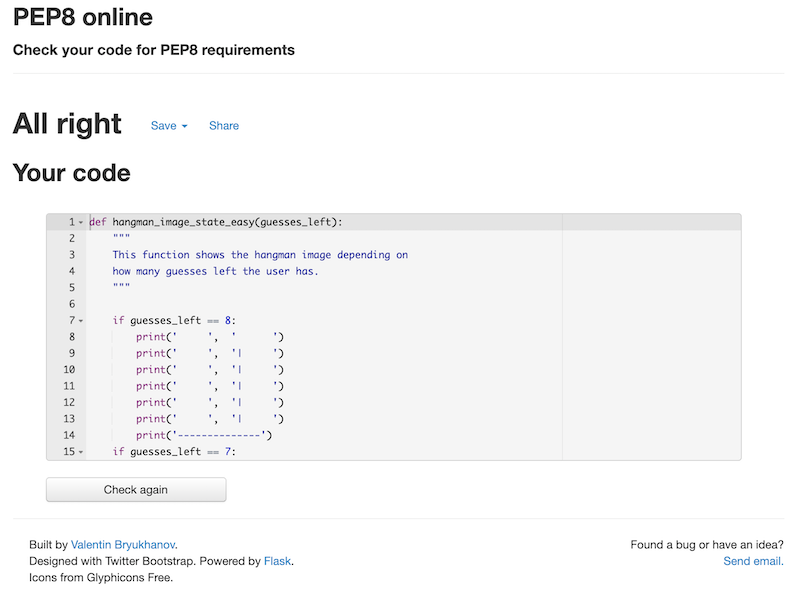 PEP8 online
Check your code for PEP8 requirements
All right Save Share
Your code
1 def hangman_image_state_easy(guesses_left):
2     """
3     This function shows the hangman image depending on
4     how many guesses left the user has.
5     """
6
7     if guesses_left == 8:
8         print('     ', '      ')
9         print('     ', '|     ')
10         print('     ', '|     ')
11         print('     ', '|     ')
12         print('     ', '|     ')
13         print('     ', '|     ')
14         print('--------------')
15     if guesses_left == 7:
Check again
Built by Valentin Bryukhanov.
Designed with Twitter Bootstrap. Powered by Flask.
Icons from Glyphicons Free.
Found a bug or have an idea?
Send email.